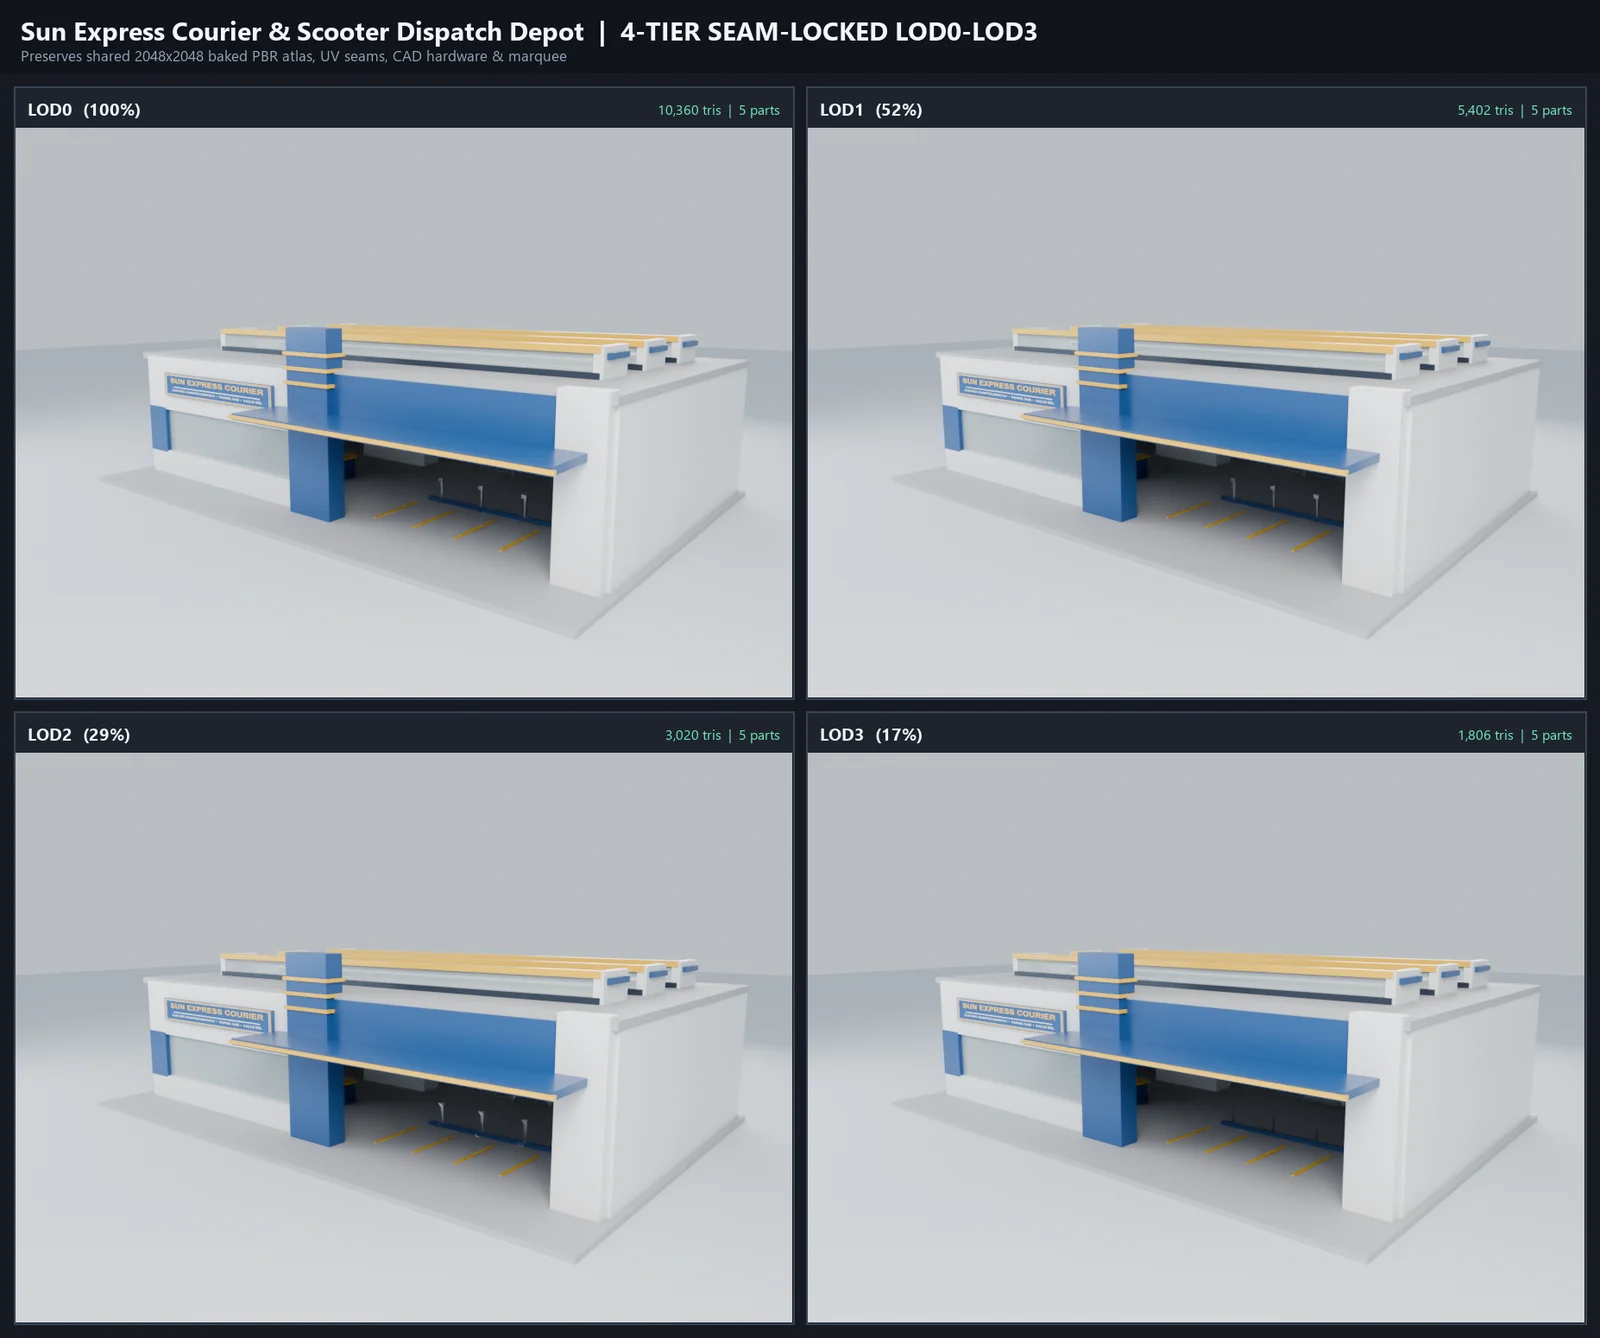 Sun Express Courier & Scooter Dispatch Depot | 4-TIER SEAM-LOCKED LOD0-LOD3
Preserves shared 2048x2048 baked PBR atlas, UV seams, CAD hardware & marquee
LOD0 (100%)
10,360 tris | 5 parts
SUN EXPRESS COURIER
LOD1 (52%)
5,402 tris | 5 parts
SUN EXPRESS COURIER
LOD2 (29%)
3,020 tris | 5 parts
SUN EXPRESS COURIER
LOD3 (17%)
1,806 tris | 5 parts
SUN EXPRESS COURIER